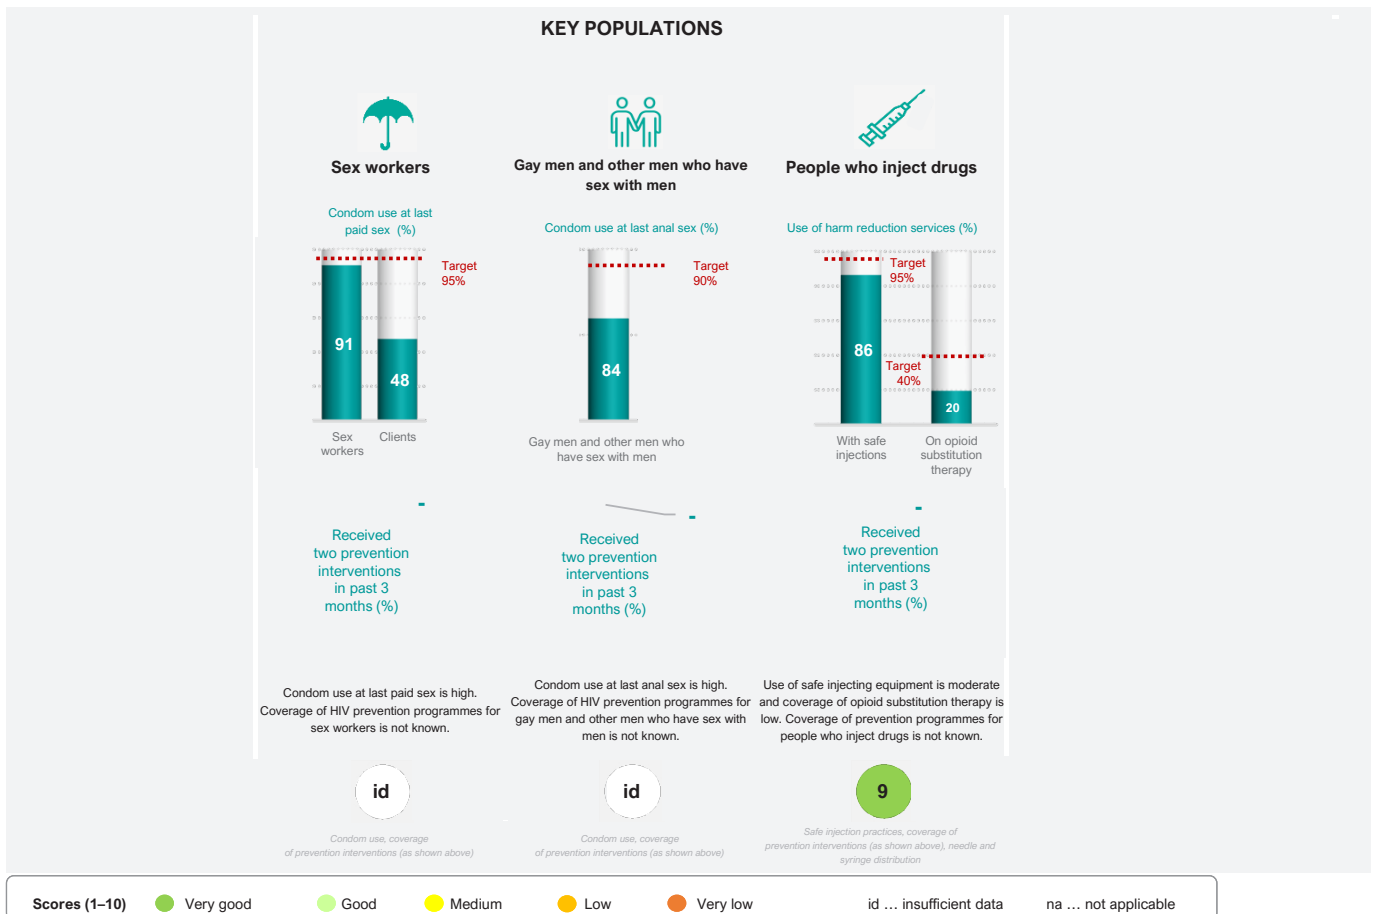 KEY POPULATIONS
Sex workers
Condom use at last
paid sex (%)
Target
95%
91
48
Sex
workers
Clients
-
Received
two prevention
interventions
in past 3
months (%)
Condom use at last paid sex is high.
Coverage of HIV prevention programmes for
sex workers is not known.
id
Condom use, coverage
of prevention interventions (as shown above)
Gay men and other men who have
sex with men
Condom use at last anal sex (%)
Target
90%
84
Gay men and other men who
have sex with men
-
Received
two prevention
interventions
in past 3
months (%)
Condom use at last anal sex is high.
Coverage of HIV prevention programmes for
gay men and other men who have sex with
men is not known.
id
Condom use, coverage
of prevention interventions (as shown above)
People who inject drugs
Use of harm reduction services (%)
Target
95%
86
Target
40%
20
With safe
injections
On opioid
substitution
therapy
-
Received
two prevention
interventions
in past 3
months (%)
Use of safe injecting equipment is moderate
and coverage of opioid substitution therapy is
low. Coverage of prevention programmes for
people who inject drugs is not known.
9
Safe injection practices, coverage of
prevention interventions (as shown above), needle and
syringe distribution
Scores (1–10) Very good Good Medium Low Very low id ... insufficient data na ... not applicable